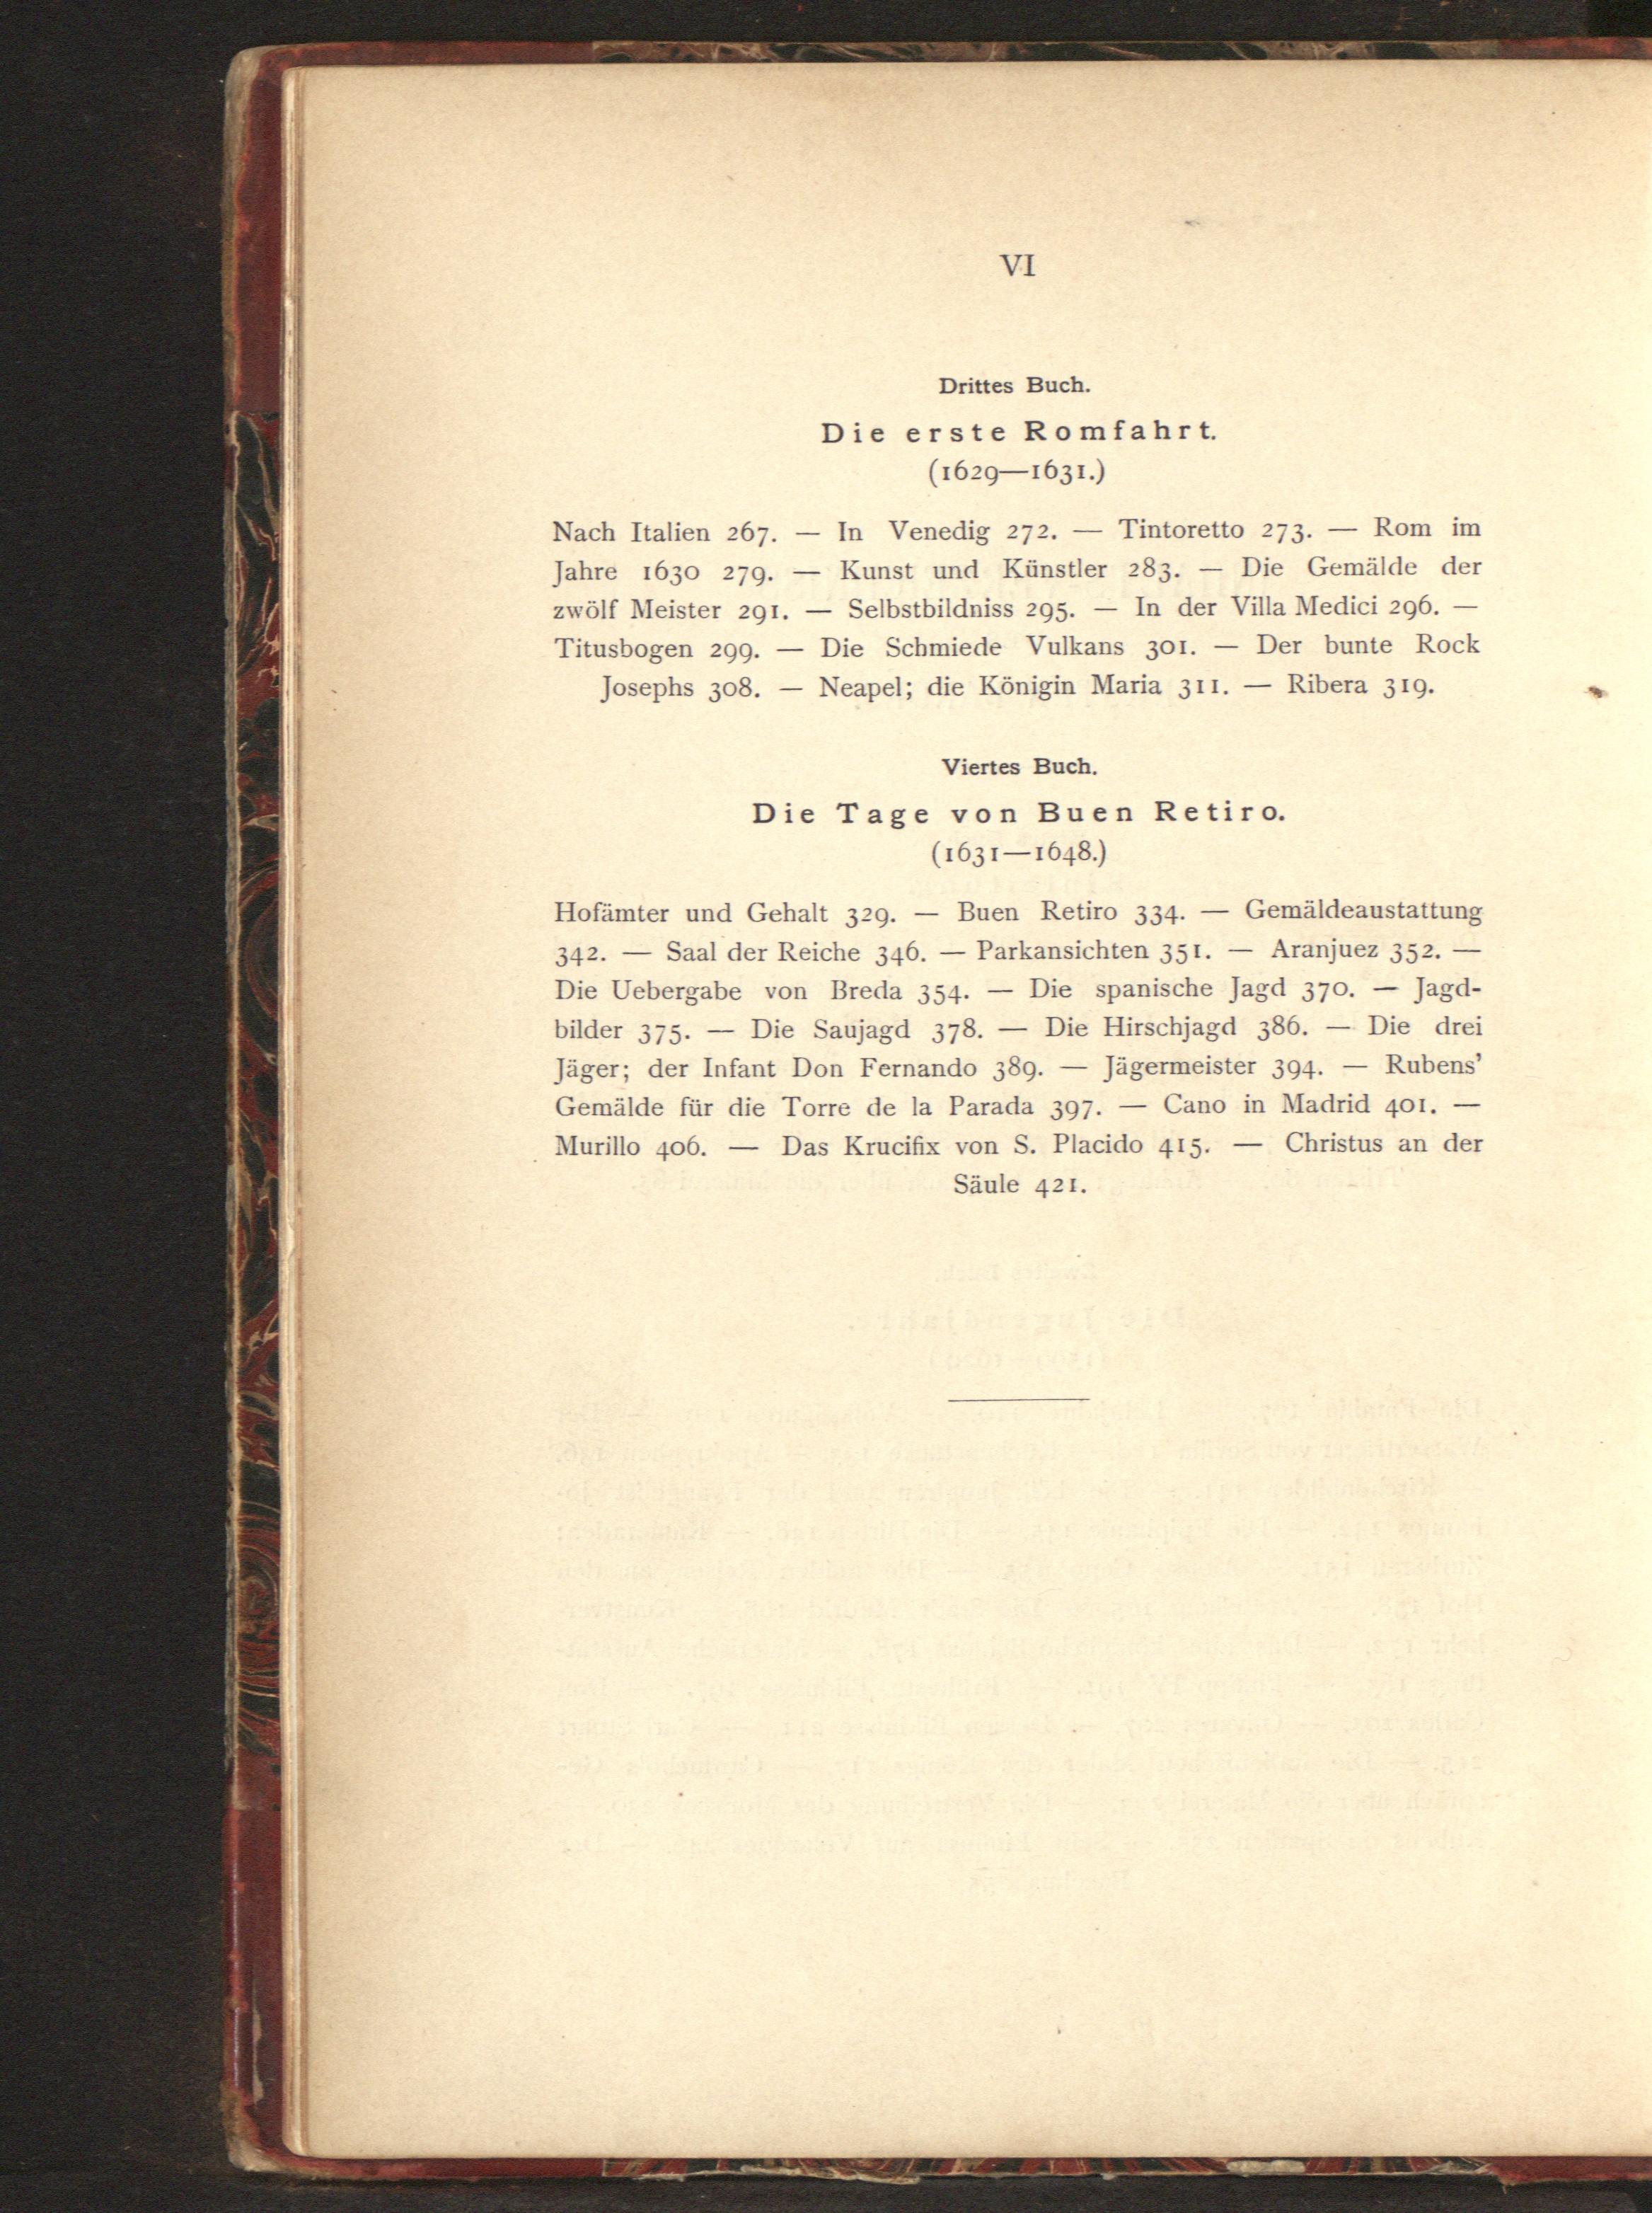 VI
Drittes Buch.
Die erste Romfahrt.
(1629—1631.)
Nach Italien 267. — In Venedig 272. — Tintoretto 273. — Rom im
Jahre 1630 279. — Kunst und Künstler 283. — Die Gemälde der
zwölf Meister 291. — Selbstbildniss 295. — In der Villa Medici 296. —
Titusbogen 299. — Die Schmiede Vulkans 301. — Der bunte Rock
Josephs 308. — Neapel; die Königin Maria 311. — Ribera 319.
Viertes Buch.
Die Tage von Buen Retiro.
(1631—1648.)
Hofämter und Gehalt 329. — Buen Retiro 334. — Gemäldeaustattung
342. — Saal der Reiche 346. — Parkansichten 351. — Aranjuez 352. —
Die Uebergabe von Breda 354. — Die spanische Jagd 370. — Jagd-
bilder 375. — Die Saujagd 378. — Die Hirschjagd 386. — Die drei
Jäger; der Infant Don Fernando 389. — Jägermeister 394. — Rubens’
Gemälde für die Torre de la Parada 397. — Cano in Madrid 401. —
Murillo 406. — Das Krucifix von S. Placido 415. — Christus an der
Säule 421.